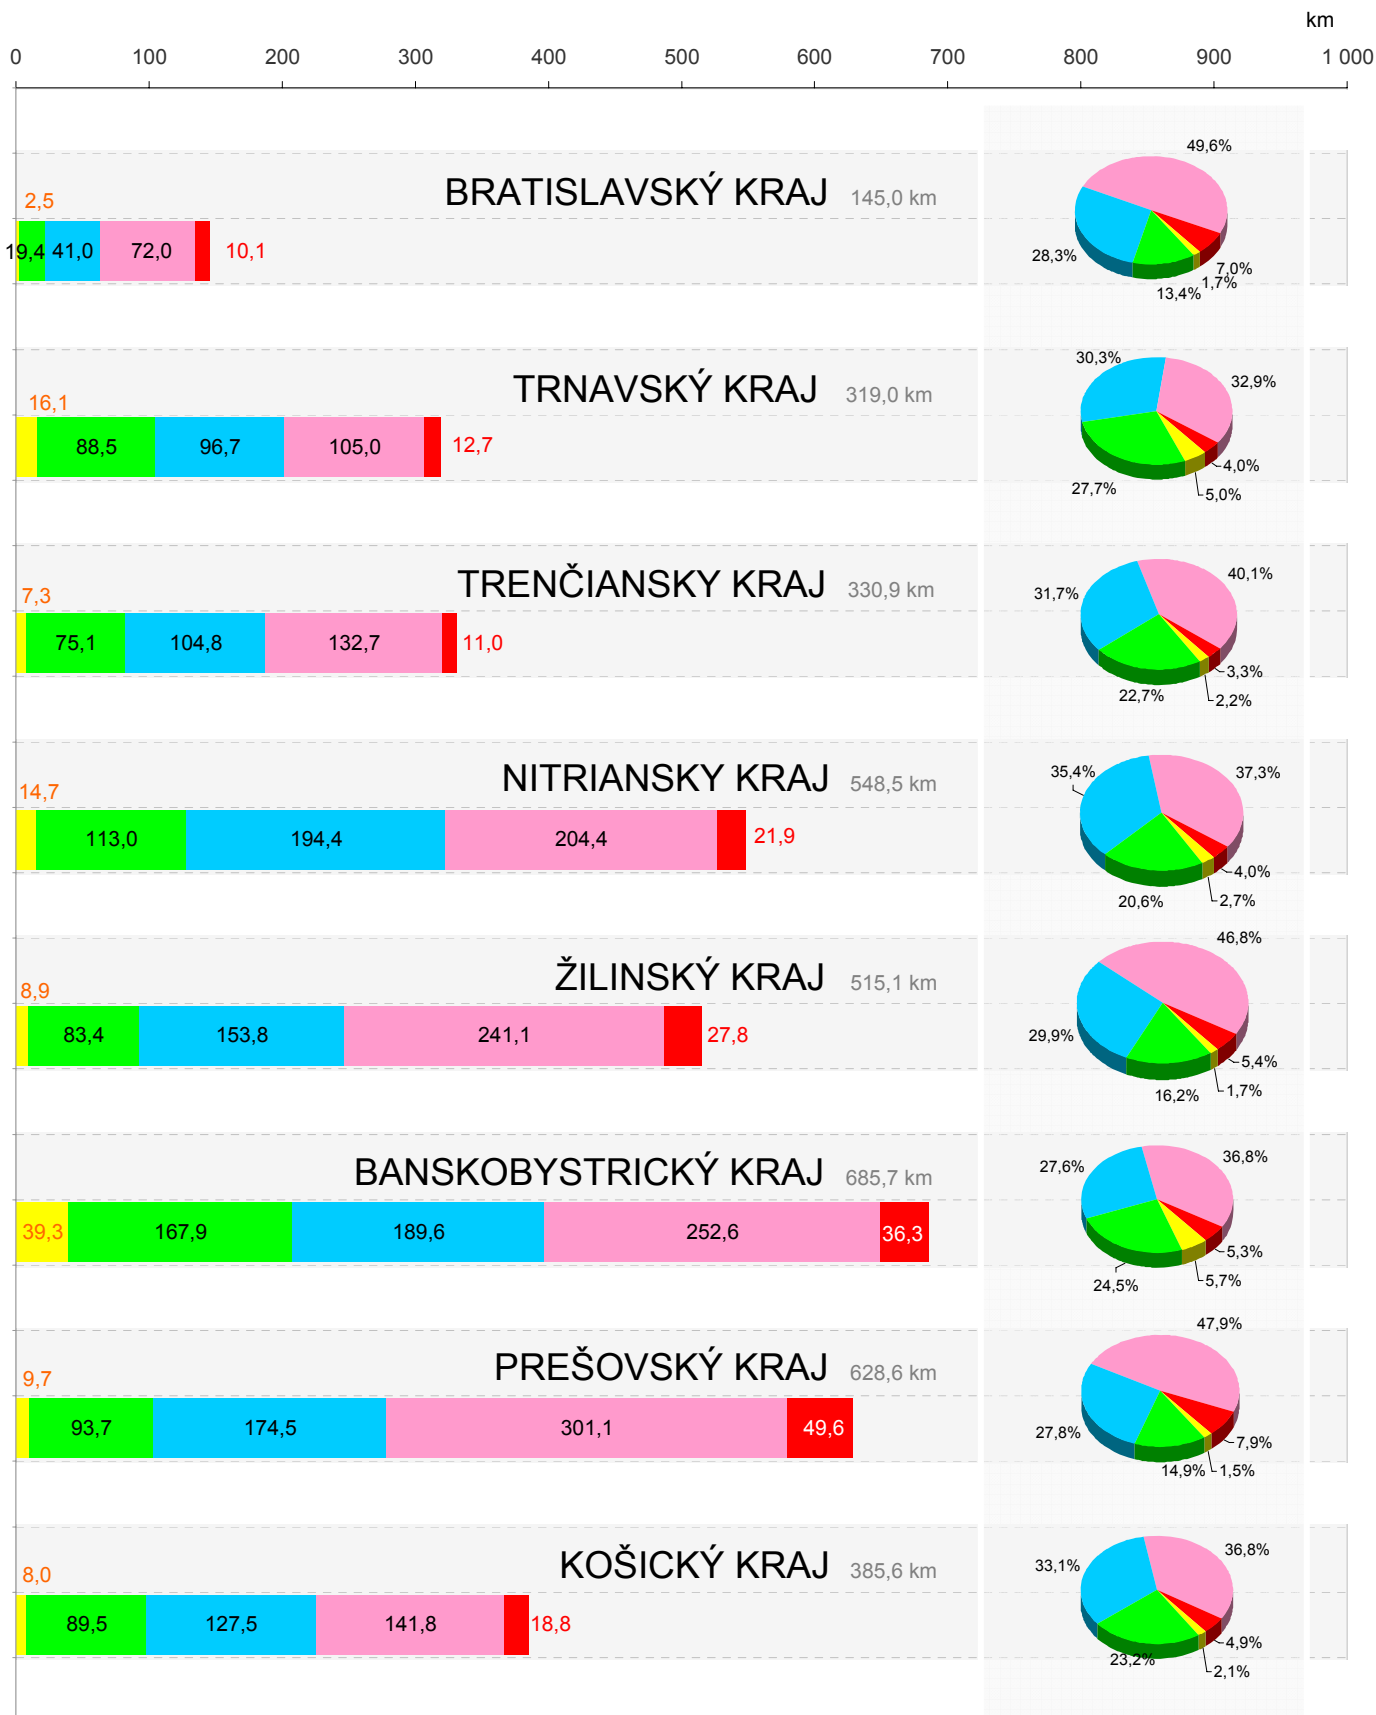 km
0 100 200 300 400 500 600 700 800 900 1 000
BRATISLAVSKÝ KRAJ 145,0 km
2,5
19,4 41,0 72,0 10,1
49,6%
28,3%
7,0%
1,7%
13,4%
TRNAVSKÝ KRAJ 319,0 km
16,1
88,5 96,7 105,0 12,7
30,3%
32,9%
4,0%
27,7%
5,0%
TRENČIANSKY KRAJ 330,9 km
7,3
75,1 104,8 132,7 11,0
40,1%
31,7%
3,3%
22,7%
2,2%
NITRIANSKY KRAJ 548,5 km
14,7
113,0 194,4 204,4 21,9
35,4%
37,3%
4,0%
20,6%
2,7%
ŽILINSKÝ KRAJ 515,1 km
8,9
83,4 153,8 241,1 27,8
46,8%
29,9%
5,4%
16,2%
1,7%
BANSKOBYSTRICKÝ KRAJ 685,7 km
39,3 167,9 189,6 252,6 36,3
36,8%
27,6%
5,3%
24,5%
5,7%
PREŠOVSKÝ KRAJ 628,6 km
9,7
93,7 174,5 301,1 49,6
47,9%
27,8%
7,9%
14,9%
1,5%
KOŠICKÝ KRAJ 385,6 km
8,0
89,5 127,5 141,8 18,8
36,8%
33,1%
4,9%
23,2%
2,1%